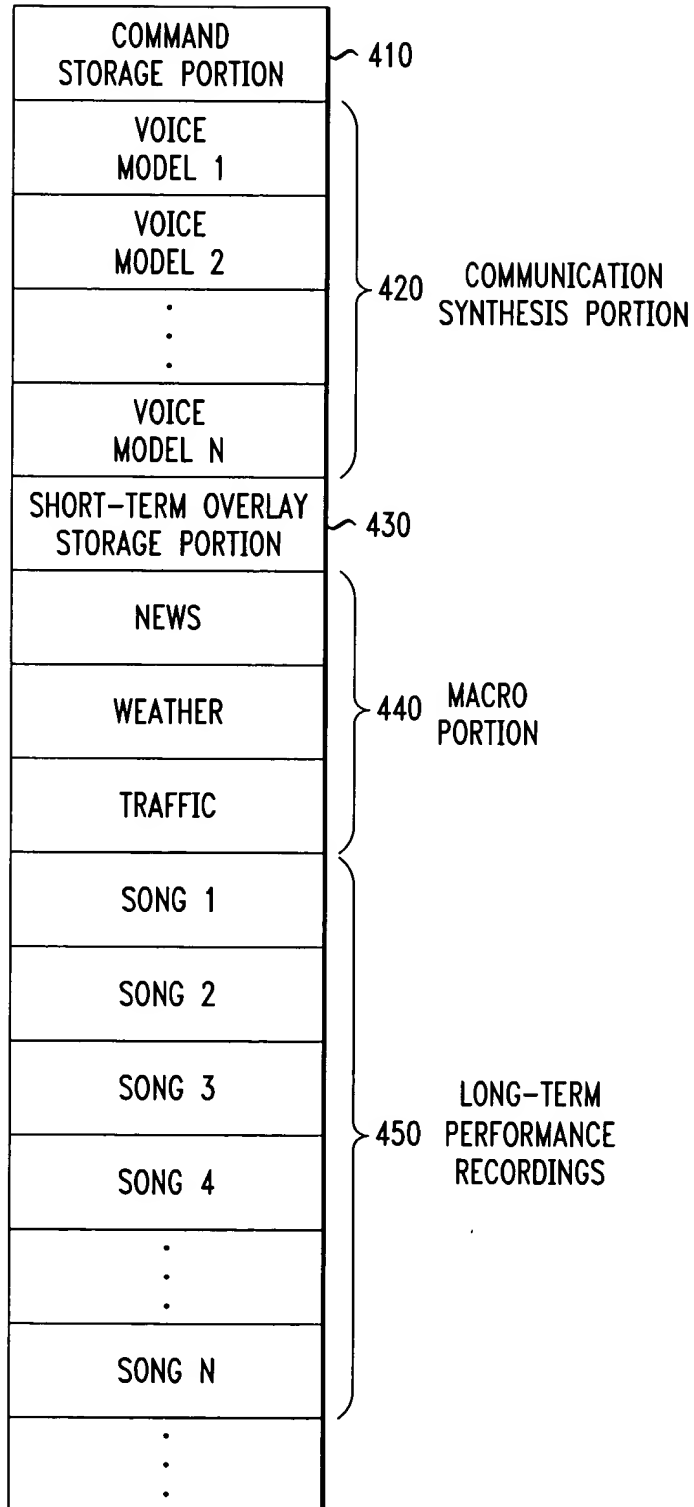 COMMAND
STORAGE PORTION
410
VOICE
MODEL 1
VOICE
MODEL 2
.
.
.
VOICE
MODEL N
420
COMMUNICATION
SYNTHESIS PORTION
SHORT-TERM OVERLAY
STORAGE PORTION
430
NEWS
WEATHER
TRAFFIC
440
MACRO
PORTION
SONG 1
SONG 2
SONG 3
SONG 4
.
.
.
SONG N
450
LONG-TERM
PERFORMANCE
RECORDINGS
.
.
.